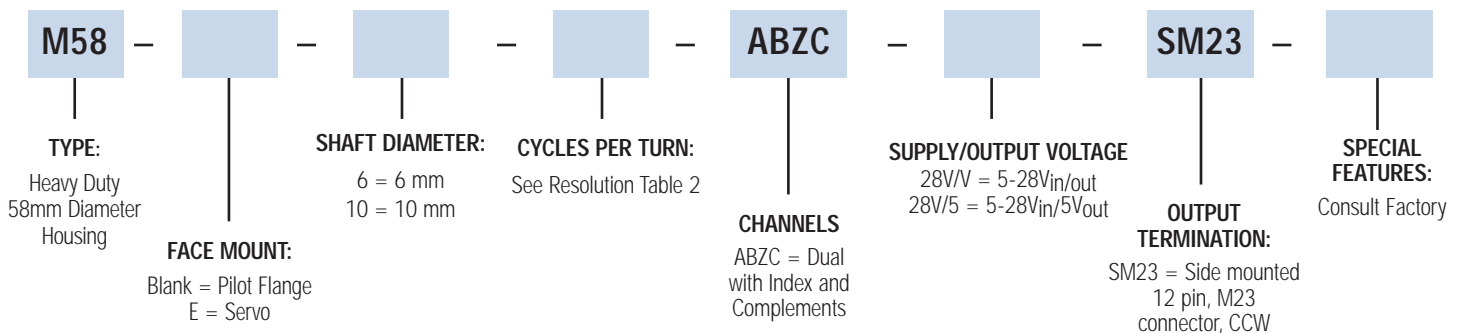 M58 – – – – ABZC – – SM23 –
TYPE:
Heavy Duty
58mm Diameter
Housing
FACE MOUNT:
Blank = Pilot Flange
E = Servo
SHAFT DIAMETER:
6 = 6 mm
10 = 10 mm
CYCLES PER TURN:
See Resolution Table 2
CHANNELS
ABZC = Dual
with Index and
Complements
SUPPLY/OUTPUT VOLTAGE
28V/V = 5-28Vin/out
28V/5 = 5-28Vin/5Vout
OUTPUT
TERMINATION:
SM23 = Side mounted
12 pin, M23
connector, CCW
SPECIAL
FEATURES:
Consult Factory